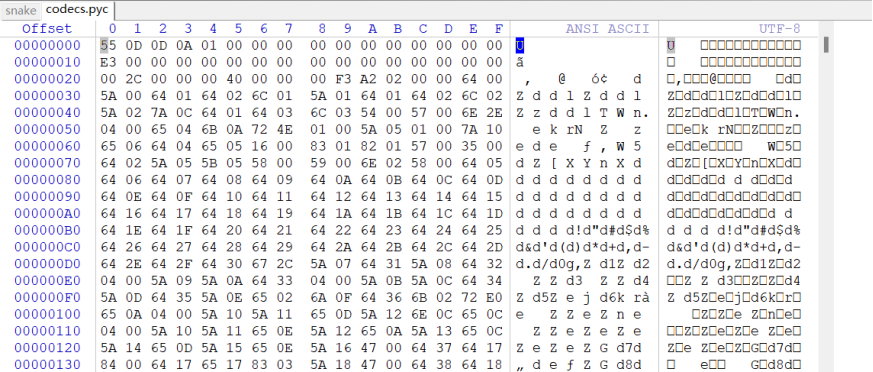 snake codecs.pyc
Offset 0 1 2 3 4 5 6 7 8 9 A B C D E F ANSI ASCII UTF-8
00000000 55 0D 0D 0A 01 00 00 00 00 00 00 00 00 00 00 00 U U
00000010 E3 00 00 00 00 00 00 00 00 00 00 00 00 00 00 00 ã
00000020 00 2C 00 00 00 40 00 00 00 F3 A2 02 00 00 64 00 , @ ó¢ d
00000030 5A 00 64 01 64 02 6C 01 5A 01 64 01 64 02 6C 02 Z d d l Z d d l
00000040 5A 02 7A 0C 64 01 64 03 6C 03 54 00 57 00 6E 2E Z z d d l T W n.
00000050 04 00 65 04 6B 0A 72 4E 01 00 5A 05 01 00 7A 10 e k rN Z z
00000060 65 06 64 04 65 05 16 00 83 01 82 01 57 00 35 00 e d e ƒ ‚ W 5
00000070 64 02 5A 05 5B 05 58 00 59 00 6E 02 58 00 64 05 d Z [ X Y n X d
00000080 64 06 64 07 64 08 64 09 64 0A 64 0B 64 0C 64 0D d d d d d d d d
00000090 64 0E 64 0F 64 10 64 11 64 12 64 13 64 14 64 15 d d d d d d d d
000000A0 64 16 64 17 64 18 64 19 64 1A 64 1B 64 1C 64 1D d d d d d d d d
000000B0 64 1E 64 1F 64 20 64 21 64 22 64 23 64 24 64 25 d d d d!d"d#d$d%
000000C0 64 26 64 27 64 28 64 29 64 2A 64 2B 64 2C 64 2D d&d'd(d)d*d+d,d-
000000D0 64 2E 64 2F 64 30 67 2C 5A 07 64 31 5A 08 64 32 d.d/d0g,Z d1Z d2
000000E0 04 00 5A 09 5A 0A 64 33 04 00 5A 0B 5A 0C 64 34 Z Z d3 Z Z d4
000000F0 5A 0D 64 35 5A 0E 65 02 6A 0F 64 36 6B 02 72 E0 Z d5Z e j d6k rà
00000100 65 0A 04 00 5A 10 5A 11 65 0D 5A 12 6E 0C 65 0C e Z Z e Z n e
00000110 04 00 5A 10 5A 11 65 0E 5A 12 65 0A 5A 13 65 0C Z Z e Z e Z e
00000120 5A 14 65 0D 5A 15 65 0E 5A 16 47 00 64 37 64 17 Z e Z e Z G d7d
00000130 84 00 64 17 65 17 83 03 5A 18 47 00 64 38 64 18 „ d e ƒ Z G d8d